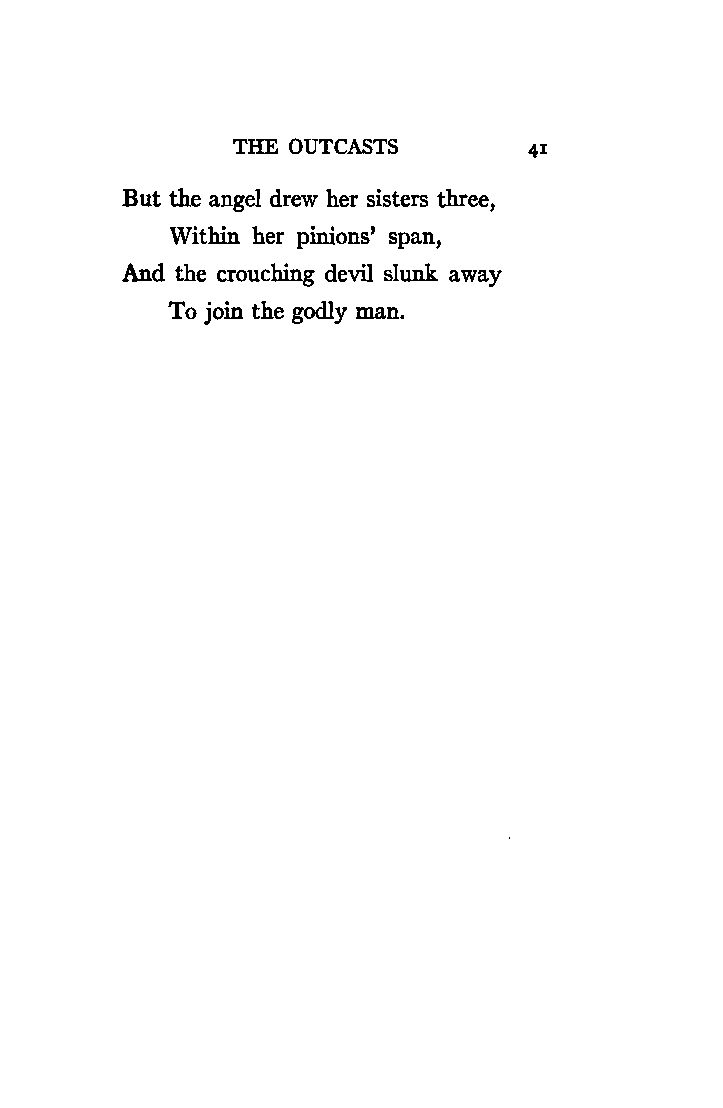 THE OUTCASTS 41
But the angel drew her sisters three,
Within her pinions' span,
And the crouching devil slunk away
To join the godly man.